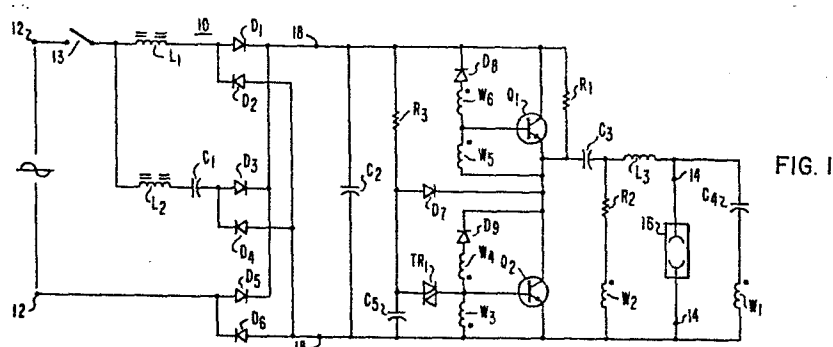 12
13
L1
10
D1
18
D2
D8
W6
Q1
R1
R3
C3
W5
L3
FIG. 1
L2
C1
D3
C2
D7
14
R2
C4
D4
D9
16
W4
TR1
Q2
D5
C5
W3
W2
W1
12
D6
18
14